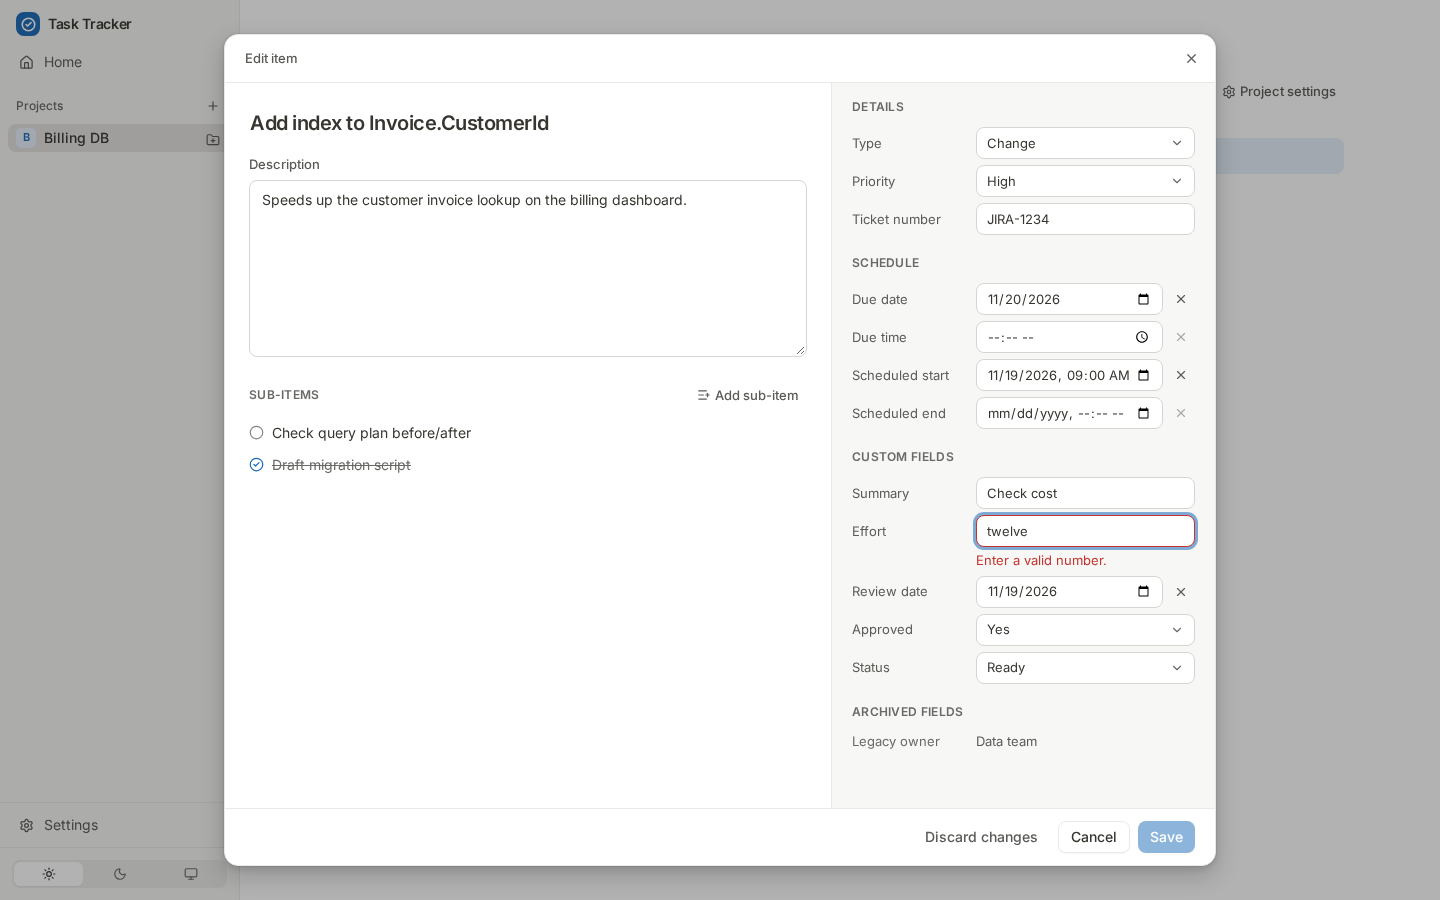 Task Tracker
Home
Projects
B Billing DB
Settings
Project settings
Edit item
Add index to Invoice.CustomerId
Description
Speeds up the customer invoice lookup on the billing dashboard.
SUB-ITEMS
Add sub-item
Check query plan before/after
Draft migration script
DETAILS
Type Change
Priority High
Ticket number JIRA-1234
SCHEDULE
Due date 11/20/2026
Due time --:-- --
Scheduled start 11/19/2026, 09:00 AM
Scheduled end mm/dd/yyyy, --:-- --
CUSTOM FIELDS
Summary Check cost
Effort twelve
Enter a valid number.
Review date 11/19/2026
Approved Yes
Status Ready
ARCHIVED FIELDS
Legacy owner Data team
Discard changes Cancel Save